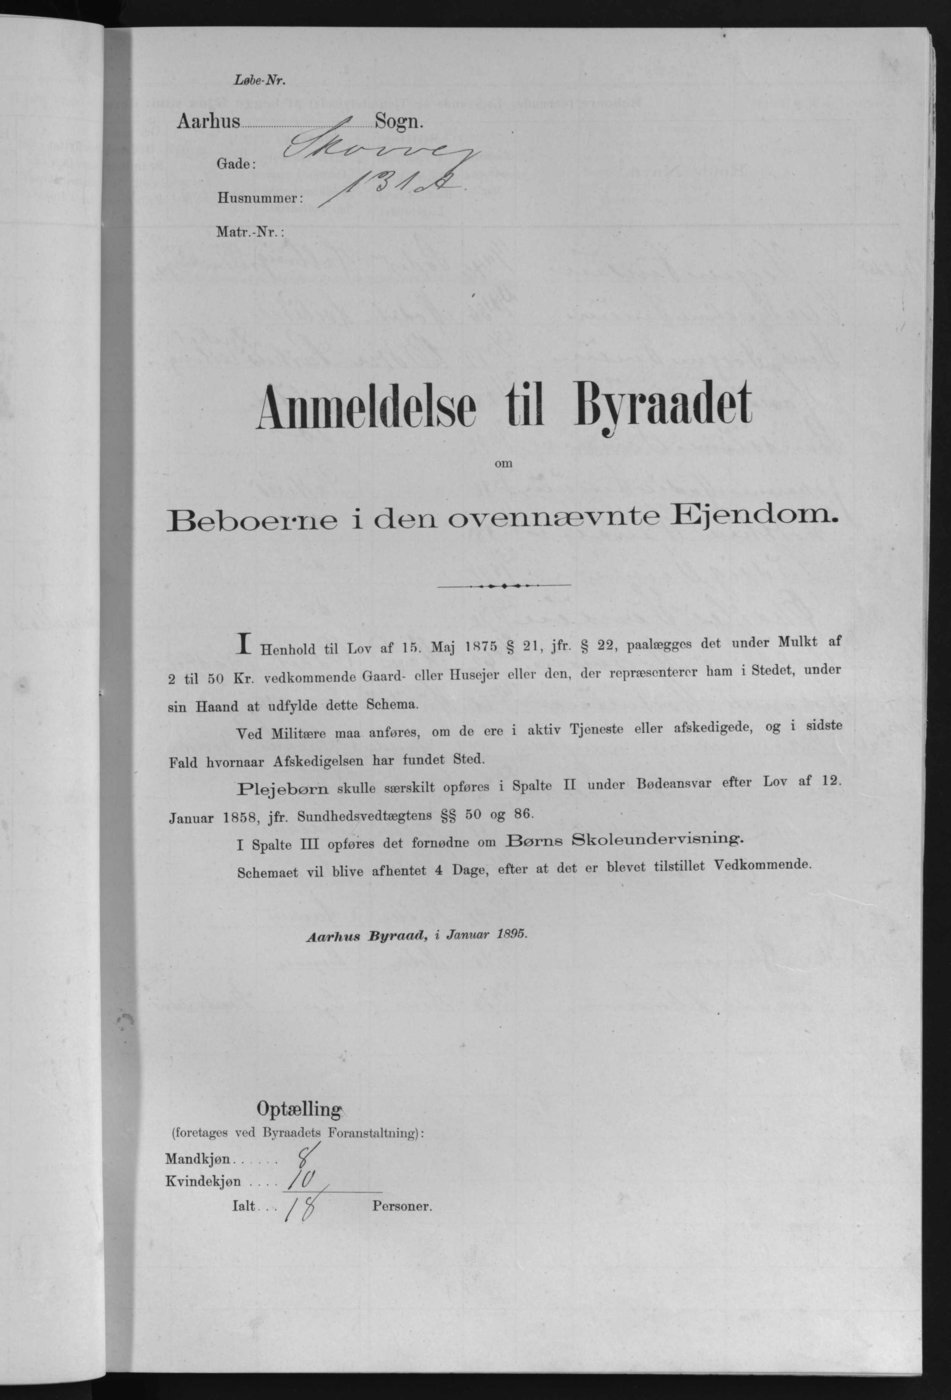 Løbe-Nr.
Aarhus Sogn.
Gade: Skovvej
Husnummer: 131 A.
Matr.-Nr.:
Anmeldelse til Byraadet
om
Beboerne i den ovennævnte Ejendom.
I Henhold til Lov af 15. Maj 1875 § 21, jfr. § 22, paalægges det under Mulkt af
2 til 50 Kr. vedkommende Gaard- eller Husejer eller den, der repræsenterer ham i Stedet, under
sin Haand at udfylde dette Schema.
Ved Militære maa anføres, om de ere i aktiv Tjeneste eller afskedigede, og i sidste
Fald hvornaar Afskedigelsen har fundet Sted.
Plejebørn skulle særskilt opføres i Spalte II under Bødeansvar efter Lov af 12.
Januar 1858, jfr. Sundhedsvedtægtens §§ 50 og 86.
I Spalte III opføres det fornødne om Børns Skoleundervisning.
Schemaet vil blive afhentet 4 Dage, efter at det er blevet tilstillet Vedkommende.
Aarhus Byraad, i Januar 1895.
Optælling
(foretages ved Byraadets Foranstaltning):
Mandkjøn...... 8
Kvindekjøn .... 10
Ialt... 18 Personer.